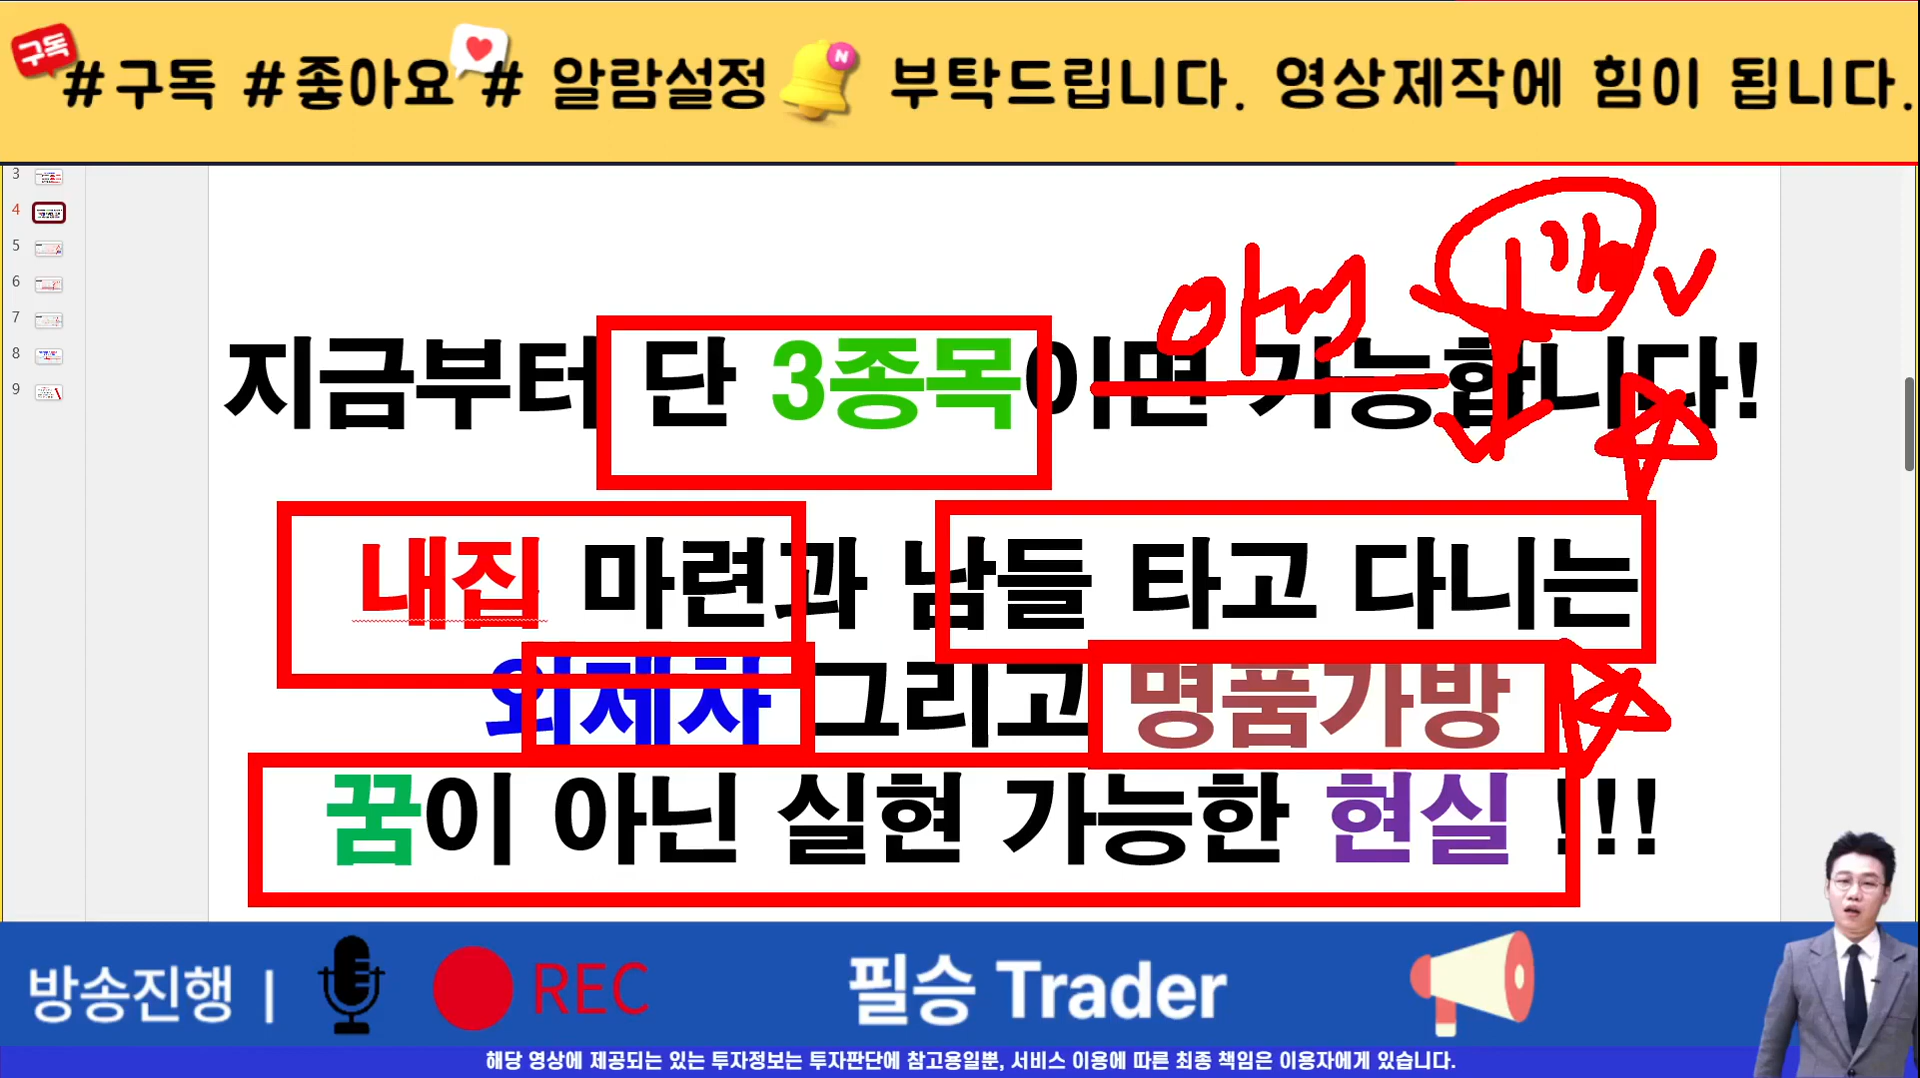 구독
#구독 #좋아요 # 알람설정 N 부탁드립니다. 영상제작에 힘이 됩니다.
3
4
5
6
7
8
9
지금부터 단 3종목이면 가능합니다!
내집 마련과 남들 타고 다니는
외제차 그리고 명품가방
꿈이 아닌 실현 가능한 현실 !!!
방송진행 | REC 필승 Trader
해당 영상에 제공되는 있는 투자정보는 투자판단에 참고용일뿐, 서비스 이용에 따른 최종 책임은 이용자에게 있습니다.